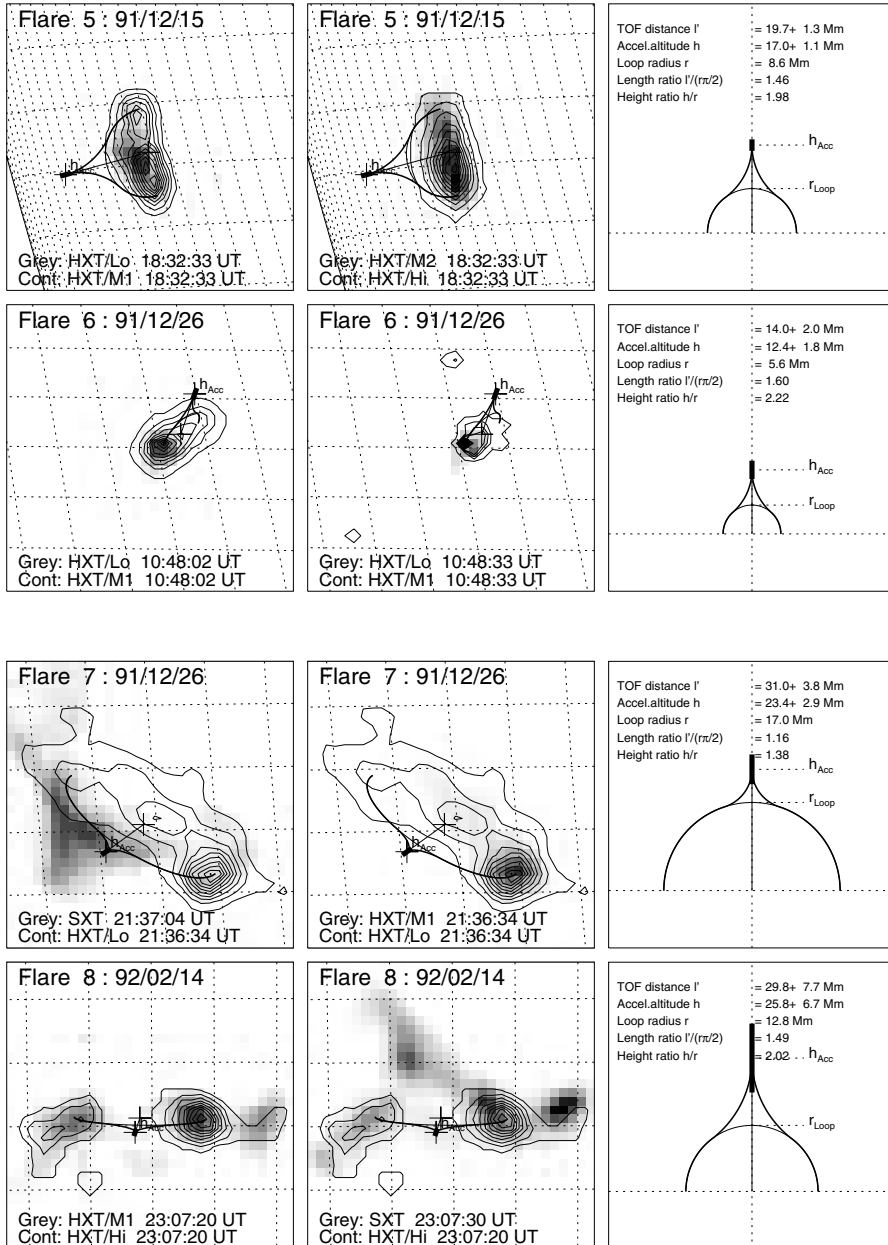 Flare 5 : 91/12/15
hAcc
Grey: HXT/Lo 18:32:33 UT
Cont: HXT/M1 18:32:33 UT
Flare 5 : 91/12/15
hAcc
Grey: HXT/M2 18:32:33 UT
Cont: HXT/Hi 18:32:33 UT
TOF distance l' = 19.7+ 1.3 Mm
Accel.altitude h = 17.0+ 1.1 Mm
Loop radius r = 8.6 Mm
Length ratio l'/(rπ/2) = 1.46
Height ratio h/r = 1.98
hAcc
rLoop
Flare 6 : 91/12/26
hAcc
Grey: HXT/Lo 10:48:02 UT
Cont: HXT/M1 10:48:02 UT
Flare 6 : 91/12/26
hAcc
Grey: HXT/Lo 10:48:33 UT
Cont: HXT/M1 10:48:33 UT
TOF distance l' = 14.0+ 2.0 Mm
Accel.altitude h = 12.4+ 1.8 Mm
Loop radius r = 5.6 Mm
Length ratio l'/(rπ/2) = 1.60
Height ratio h/r = 2.22
hAcc
rLoop
Flare 7 : 91/12/26
hAcc
Grey: SXT 21:37:04 UT
Cont: HXT/Lo 21:36:34 UT
Flare 7 : 91/12/26
hAcc
Grey: HXT/M1 21:36:34 UT
Cont: HXT/Lo 21:36:34 UT
TOF distance l' = 31.0+ 3.8 Mm
Accel.altitude h = 23.4+ 2.9 Mm
Loop radius r = 17.0 Mm
Length ratio l'/(rπ/2) = 1.16
Height ratio h/r = 1.38
hAcc
rLoop
Flare 8 : 92/02/14
hAcc
Grey: HXT/M1 23:07:20 UT
Cont: HXT/Hi 23:07:20 UT
Flare 8 : 92/02/14
hAcc
Grey: SXT 23:07:30 UT
Cont: HXT/Hi 23:07:20 UT
TOF distance l' = 29.8+ 7.7 Mm
Accel.altitude h = 25.8+ 6.7 Mm
Loop radius r = 12.8 Mm
Length ratio l'/(rπ/2) = 1.49
Height ratio h/r = 2.02
hAcc
rLoop